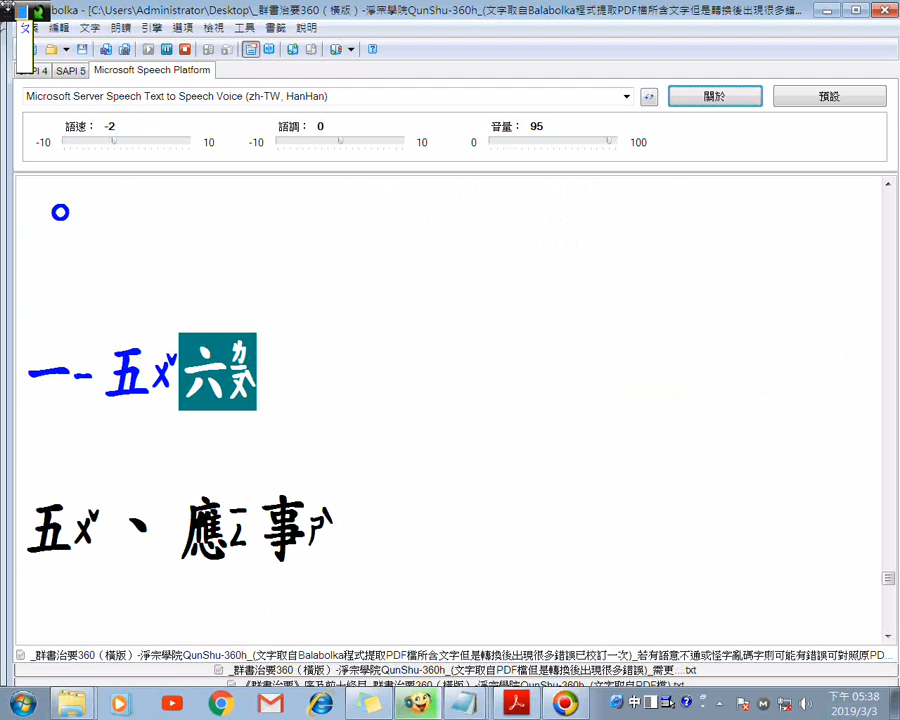 balabolka - [C:\Users\Administrator\Desktop\_群書治要360（橫版）-淨宗學院QunShu-360h_(文字取自Balabolka程式提取PDF檔所含文字但是轉換後出現很多錯...
編輯 文字 朗讀 引擎 選項 檢視 工具 書籤 說明
API 4 SAPI 5 Microsoft Speech Platform
Microsoft Server Speech Text to Speech Voice (zh-TW, HanHan) 關於 預設
語速： -2 語調： 0 音量： 95
-10 10 -10 10 0 100
。
一ㄧ五ㄨˇ六ㄌㄧㄡˋ
五ㄨˇ、應ㄧㄥ事ㄕˋ
_群書治要360（橫版）-淨宗學院QunShu-360h_(文字取自Balabolka程式提取PDF檔所含文字但是轉換後出現很多錯誤已校訂一次)_若有語意不通或怪字亂碼字則可能有錯誤可對照原PD...
_群書治要360（橫版）-淨宗學院QunShu-360h_(文字取自PDF檔但是轉換後出現很多錯誤)_需更....txt
中
下午 05:38
2019/3/3